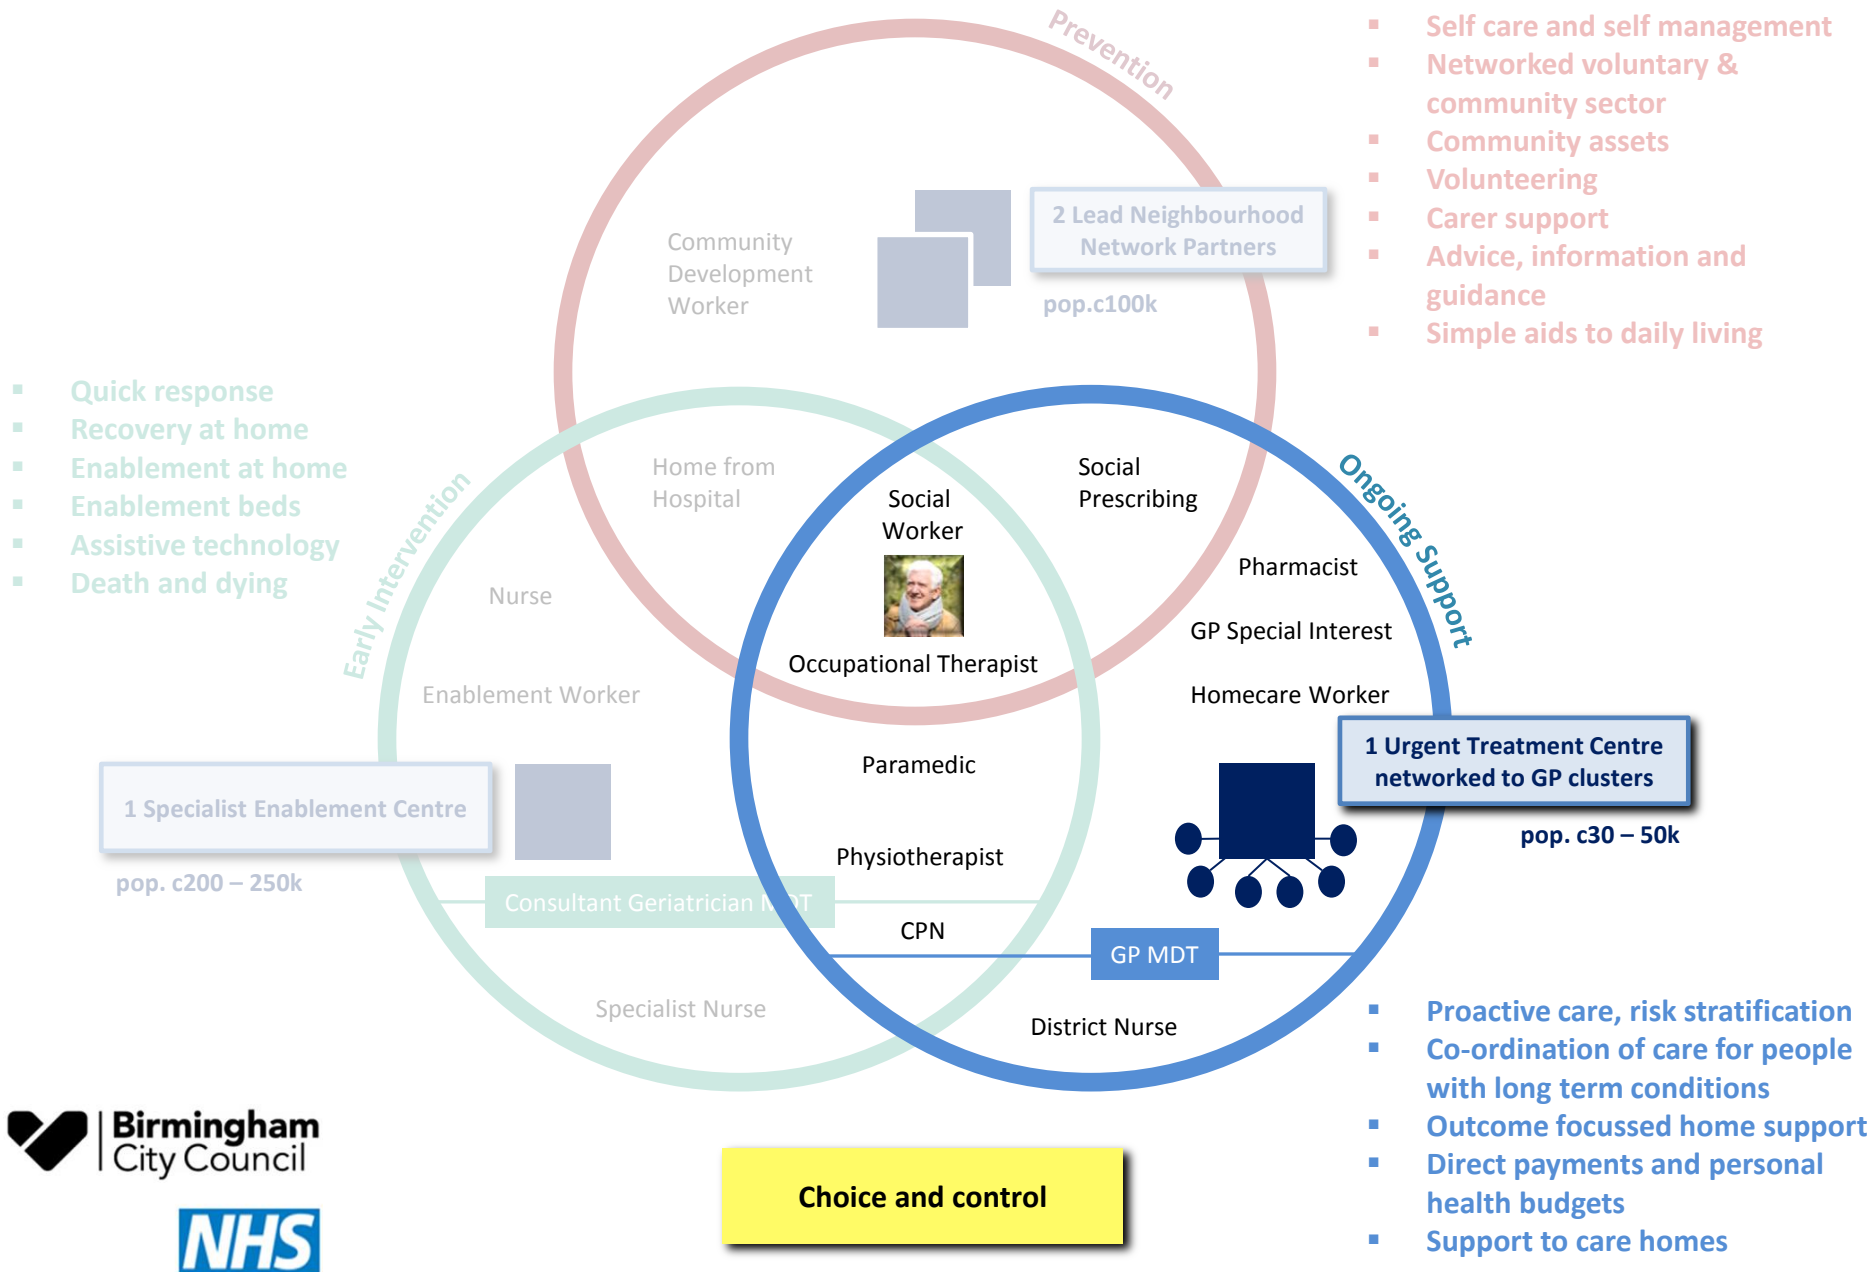 Prevention
▪ Self care and self management
▪ Networked voluntary &
community sector
▪ Community assets
▪ Volunteering
▪ Carer support
▪ Advice, information and
guidance
▪ Simple aids to daily living
2 Lead Neighbourhood
Network Partners
pop.c100k
Community
Development
Worker
▪ Quick response
▪ Recovery at home
▪ Enablement at home
▪ Enablement beds
▪ Assistive technology
▪ Death and dying
Early Intervention
Home from
Hospital
Social
Worker
Social
Prescribing
Ongoing Support
Nurse
Pharmacist
GP Special Interest
Occupational Therapist
Enablement Worker
Homecare Worker
1 Urgent Treatment Centre
networked to GP clusters
pop. c30 – 50k
Paramedic
1 Specialist Enablement Centre
pop. c200 – 250k
Physiotherapist
Consultant Geriatrician MDT
CPN
GP MDT
Specialist Nurse
District Nurse
▪ Proactive care, risk stratification
▪ Co-ordination of care for people
with long term conditions
▪ Outcome focussed home support
▪ Direct payments and personal
health budgets
▪ Support to care homes
Birmingham
City Council
NHS
Choice and control